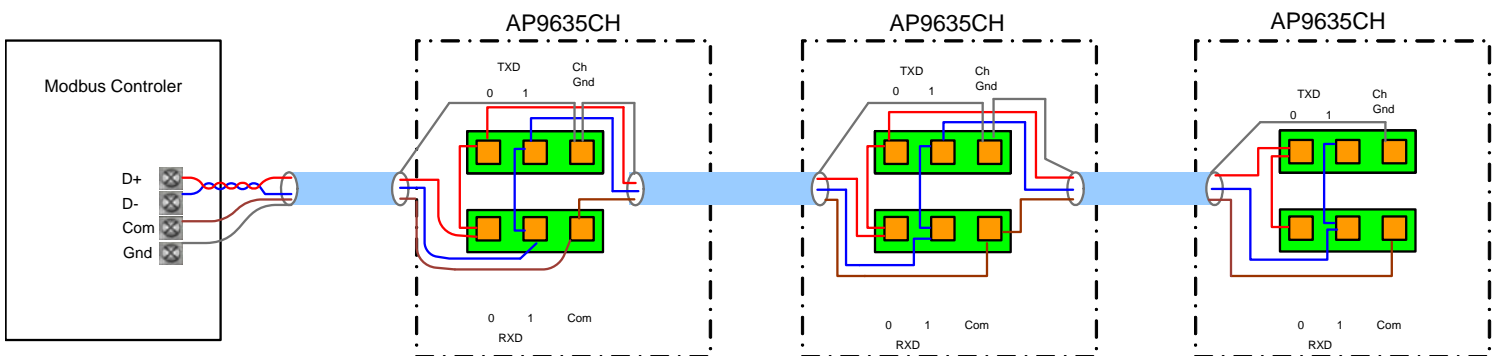 Modbus Controler
D+
D-
Com
Gnd
AP9635CH
TXD
Ch
Gnd
0 1
0 1 Com
RXD
AP9635CH
TXD
Ch
Gnd
0 1
0 1 Com
RXD
AP9635CH
TXD
Ch
Gnd
0 1
0 1 Com
RXD